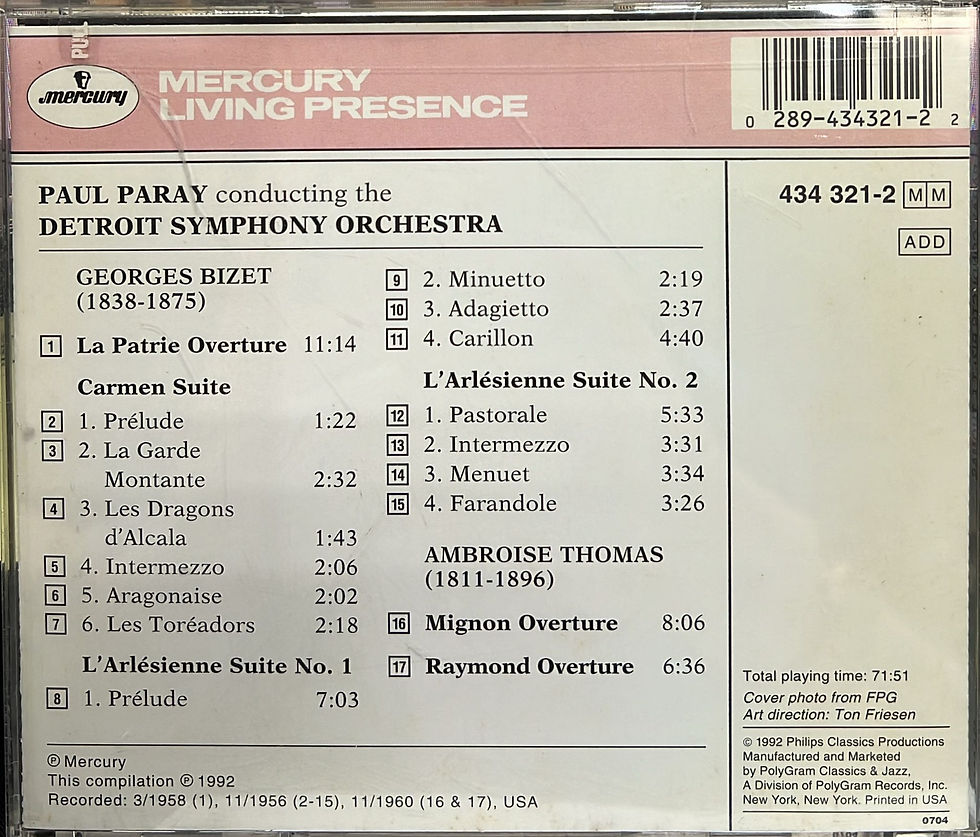 PU
mercury
MERCURY
LIVING PRESENCE
0 289-434321-2 2
PAUL PARAY conducting the
DETROIT SYMPHONY ORCHESTRA
GEORGES BIZET
(1838-1875)
1 La Patrie Overture 11:14
Carmen Suite
2 1. Prélude 1:22
3 2. La Garde
Montante 2:32
4 3. Les Dragons
d'Alcala 1:43
5 4. Intermezzo 2:06
6 5. Aragonaise 2:02
7 6. Les Toréadors 2:18
L'Arlésienne Suite No. 1
8 1. Prélude 7:03
9 2. Minuetto 2:19
10 3. Adagietto 2:37
11 4. Carillon 4:40
L'Arlésienne Suite No. 2
12 1. Pastorale 5:33
13 2. Intermezzo 3:31
14 3. Menuet 3:34
15 4. Farandole 3:26
AMBROISE THOMAS
(1811-1896)
16 Mignon Overture 8:06
17 Raymond Overture 6:36
434 321-2 MM
ADD
Total playing time: 71:51
Cover photo from FPG
Art direction: Ton Friesen
© 1992 Philips Classics Productions
Manufactured and Marketed
by PolyGram Classics & Jazz,
A Division of PolyGram Records, Inc.
New York, New York. Printed in USA
0704
℗ Mercury
This compilation ℗ 1992
Recorded: 3/1958 (1), 11/1956 (2-15), 11/1960 (16 & 17), USA